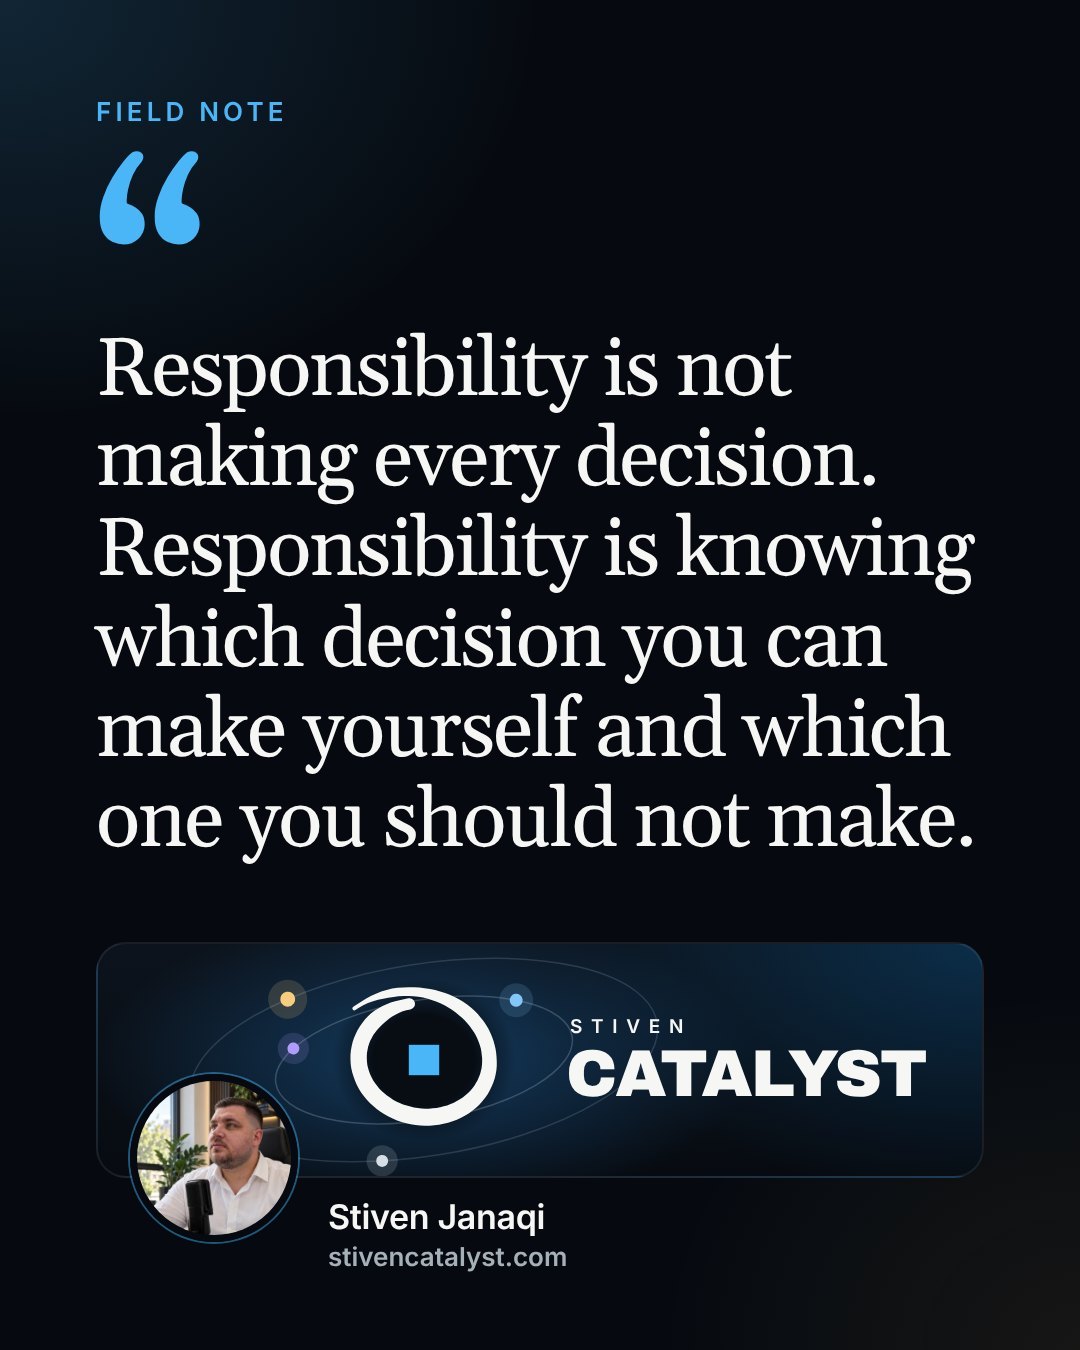 FIELD NOTE
“
Responsibility is not
making every decision.
Responsibility is knowing
which decision you can
make yourself and which
one you should not make.
STIVEN
CATALYST
Stiven Janaqi
stivencatalyst.com